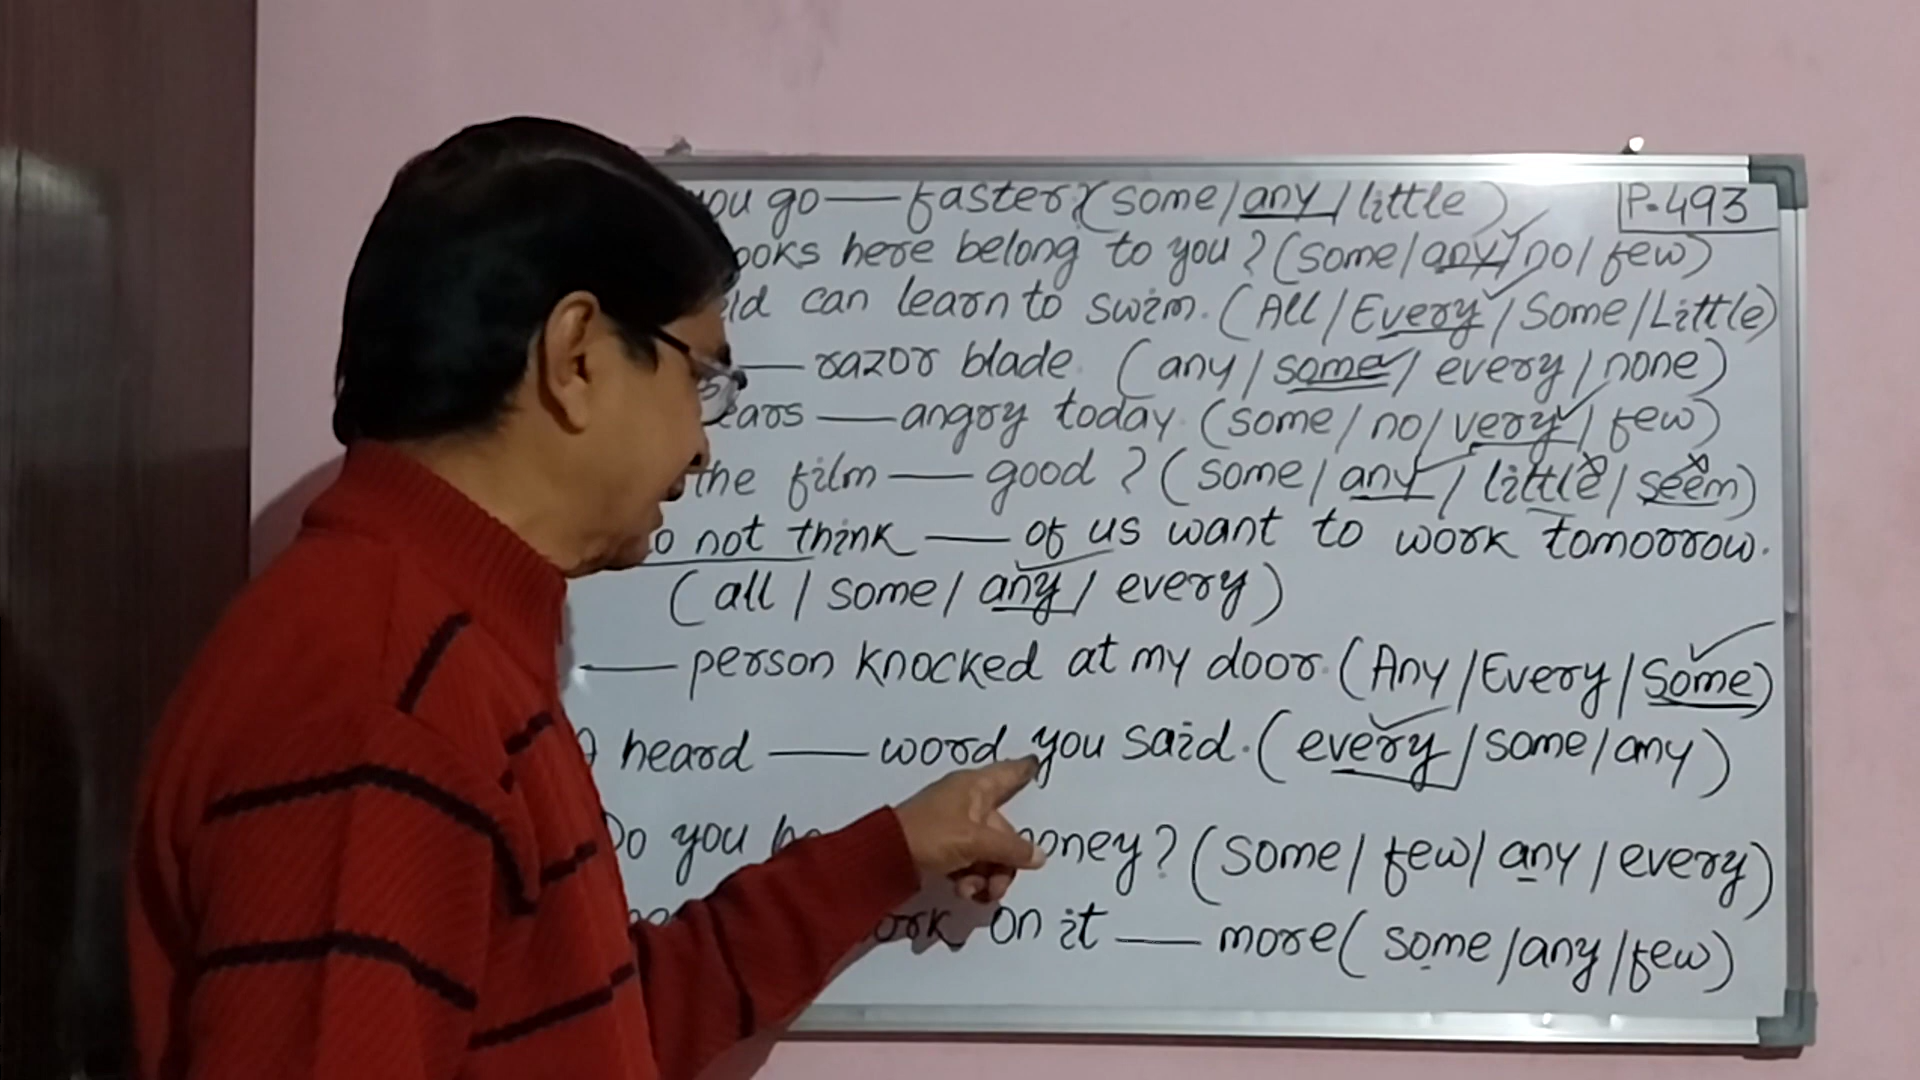 you go — faster? (some/any/little)
P-493
ooks here belong to you? (some/any/no/few)
ld can learn to swim. (All/Every/Some/Little)
— razor blade. (any/some/every/none)
ears — angry today. (some/no/very/few)
the film — good? (some/any/little/seem)
o not think — of us want to work tomorrow.
(all/some/any/every)
— person knocked at my door. (Any/Every/Some)
I heard — word you said. (every/some/any)
Do you oney? (some/few/any/every)
ork on it — more (some/any/few)